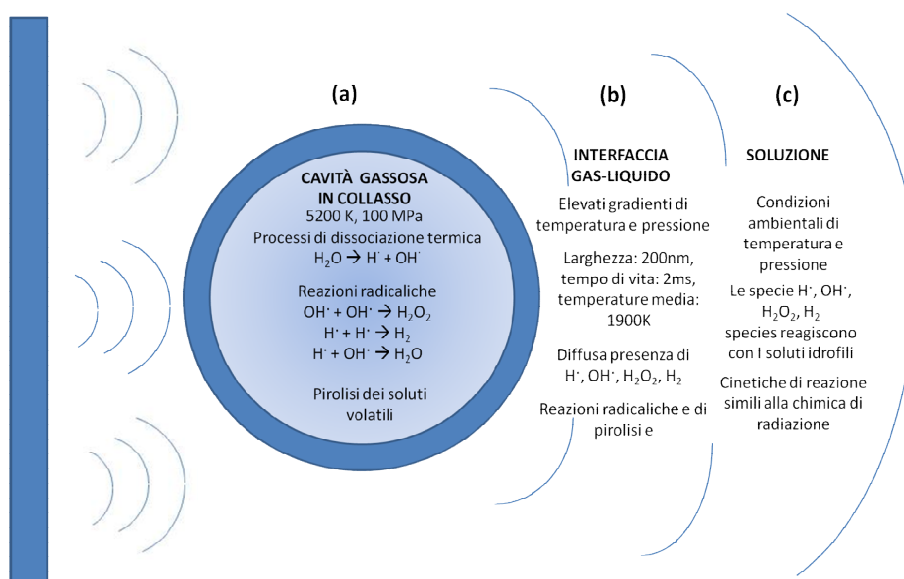 (a)
CAVITÀ GASSOSA
IN COLLASSO
5200 K, 100 MPa
Processi di dissociazione termica
H₂O → H˙ + OH˙
Reazioni radicaliche
OH˙ + OH˙ → H₂O₂
H˙ + H˙ → H₂
H˙ + OH˙ → H₂O
Pirolisi dei soluti
volatili
(b)
INTERFACCIA
GAS-LIQUIDO
Elevati gradienti di
temperatura e pressione
Larghezza: 200nm,
tempo di vita: 2ms,
temperature media:
1900K
Diffusa presenza di
H˙, OH˙, H₂O₂, H₂
Reazioni radicaliche e di
pirolisi e
(c)
SOLUZIONE
Condizioni
ambientali di
temperatura e
pressione
Le specie H˙, OH˙,
H₂O₂, H₂
species reagiscono
con I soluti idrofili
Cinetiche di reazione
simili alla chimica di
radiazione